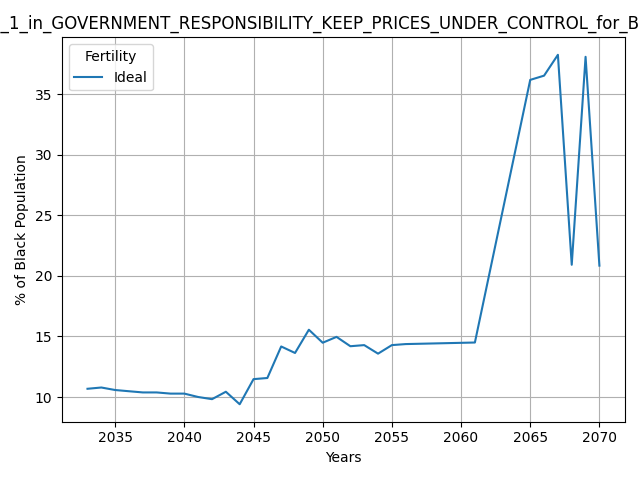 _1_in_GOVERNMENT_RESPONSIBILITY_KEEP_PRICES_UNDER_CONTROL_for_B
Fertility
Ideal
% of Black Population
35
30
25
20
15
10
2035 2040 2045 2050 2055 2060 2065 2070
Years